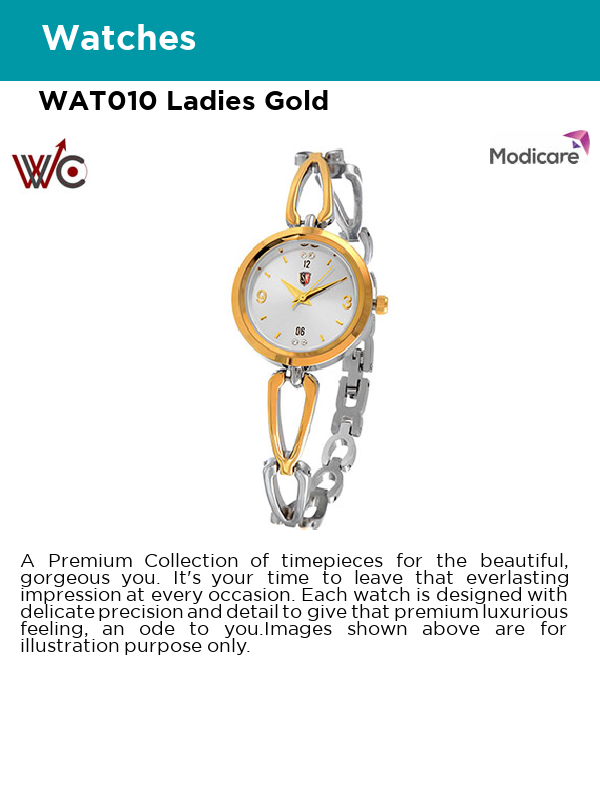 Watches
WAT010 Ladies Gold
WC
Modicare
12
9
3
06
A Premium Collection of timepieces for the beautiful,
gorgeous you. It's your time to leave that everlasting
impression at every occasion. Each watch is designed with
delicate precision and detail to give that premium luxurious
feeling, an ode to you.Images shown above are for
illustration purpose only.